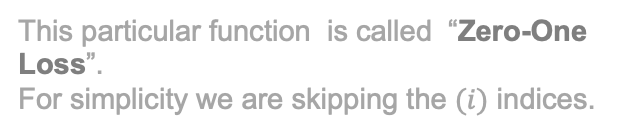 This particular function  is called  “Zero-One
Loss”.
For simplicity we are skipping the (𝑖) indices.